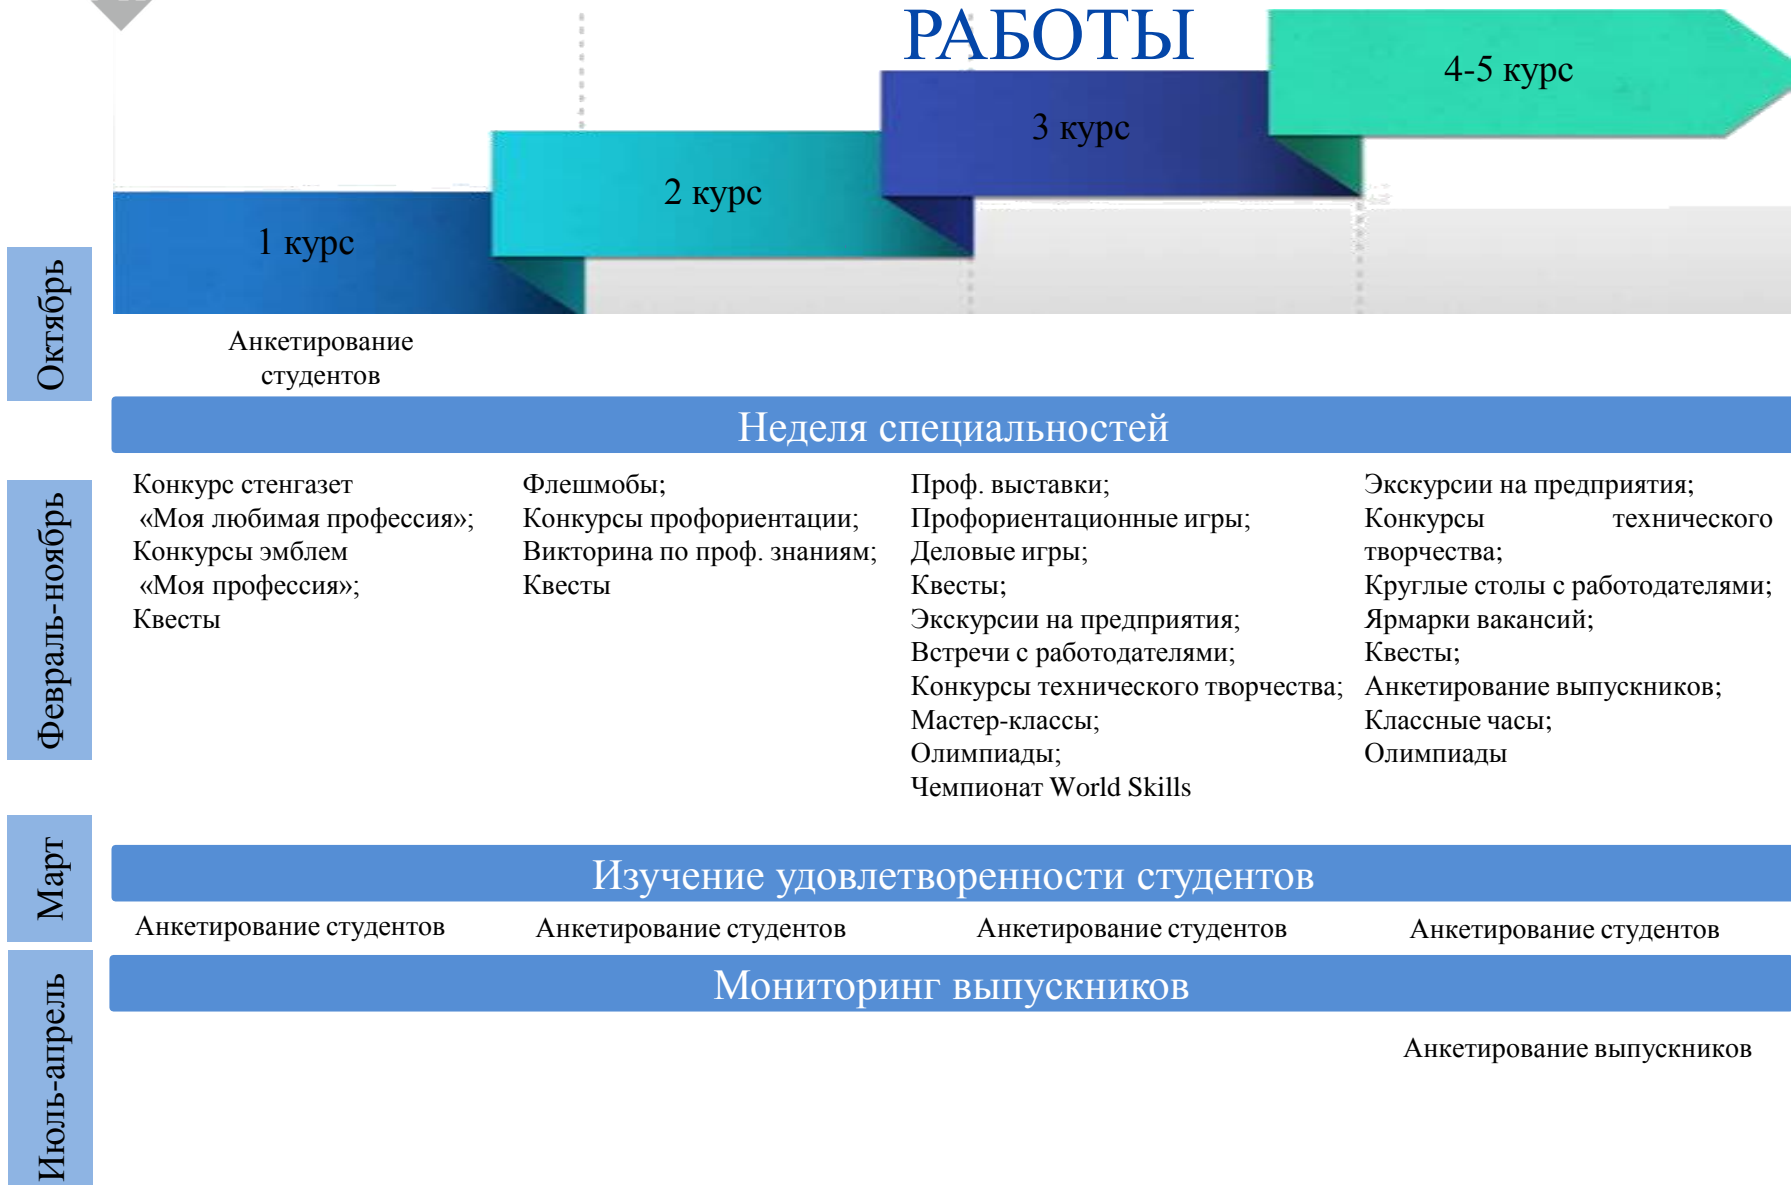 РАБОТЫ
4-5 курс
3 курс
2 курс
1 курс
Октябрь
Анкетирование
студентов
Неделя специальностей
Февраль-ноябрь
Конкурс стенгазет
«Моя любимая профессия»;
Конкурсы эмблем
«Моя профессия»;
Квесты
Флешмобы;
Конкурсы профориентации;
Викторина по проф. знаниям;
Квесты
Проф. выставки;
Профориентационные игры;
Деловые игры;
Квесты;
Экскурсии на предприятия;
Встречи с работодателями;
Конкурсы технического творчества;
Мастер-классы;
Олимпиады;
Чемпионат World Skills
Экскурсии на предприятия;
Конкурсы технического
творчества;
Круглые столы с работодателями;
Ярмарки вакансий;
Квесты;
Анкетирование выпускников;
Классные часы;
Олимпиады
Март
Изучение удовлетворенности студентов
Анкетирование студентов
Анкетирование студентов
Анкетирование студентов
Анкетирование студентов
Июль-апрель
Мониторинг выпускников
Анкетирование выпускников